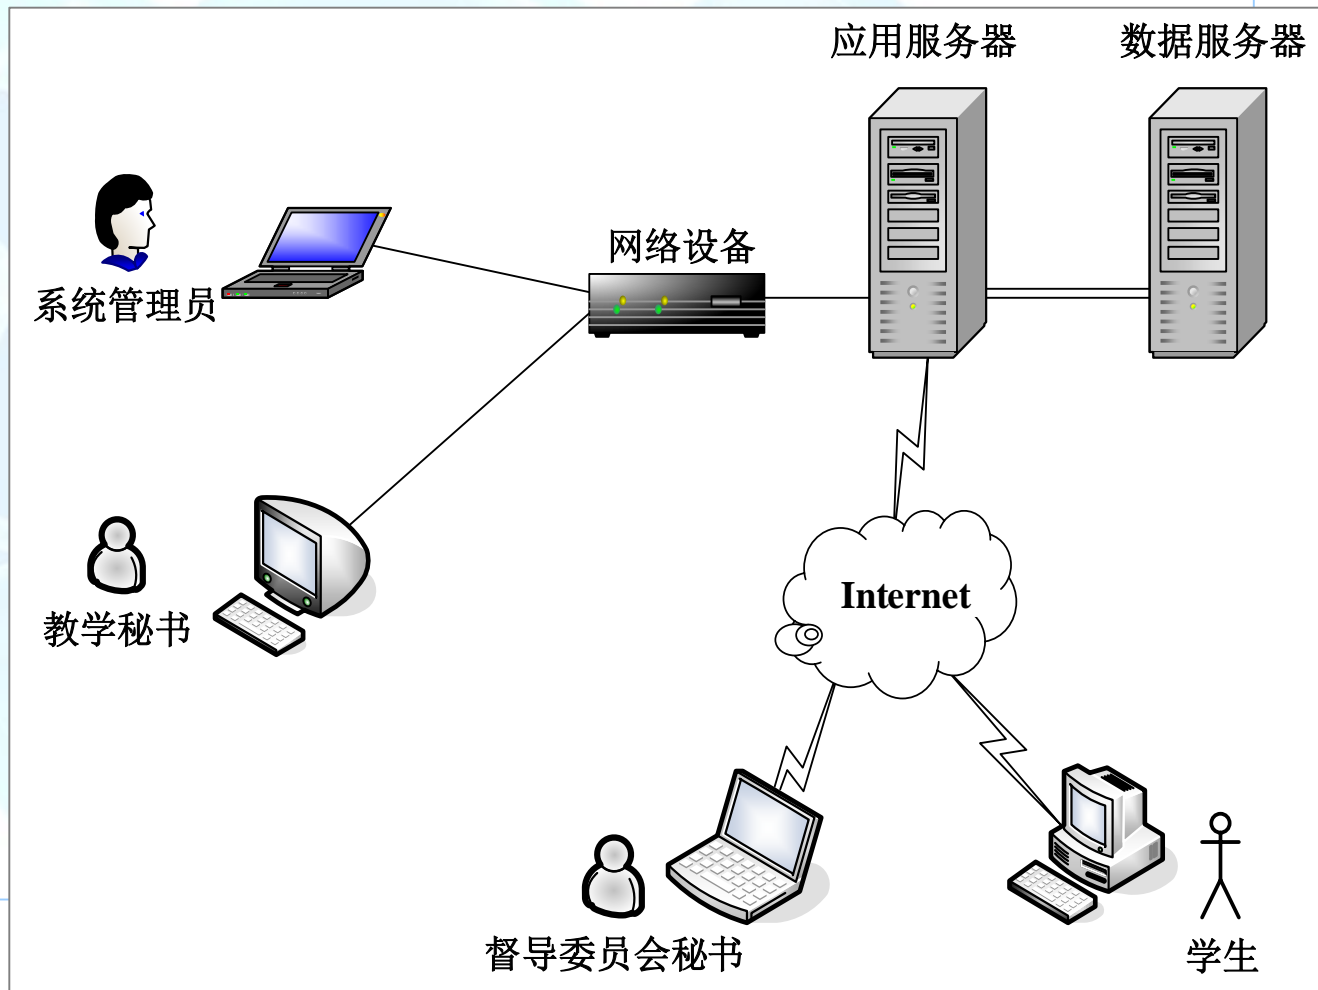 应用服务器
数据服务器
网络设备
系统管理员
Internet
教学秘书
督导委员会秘书
学生